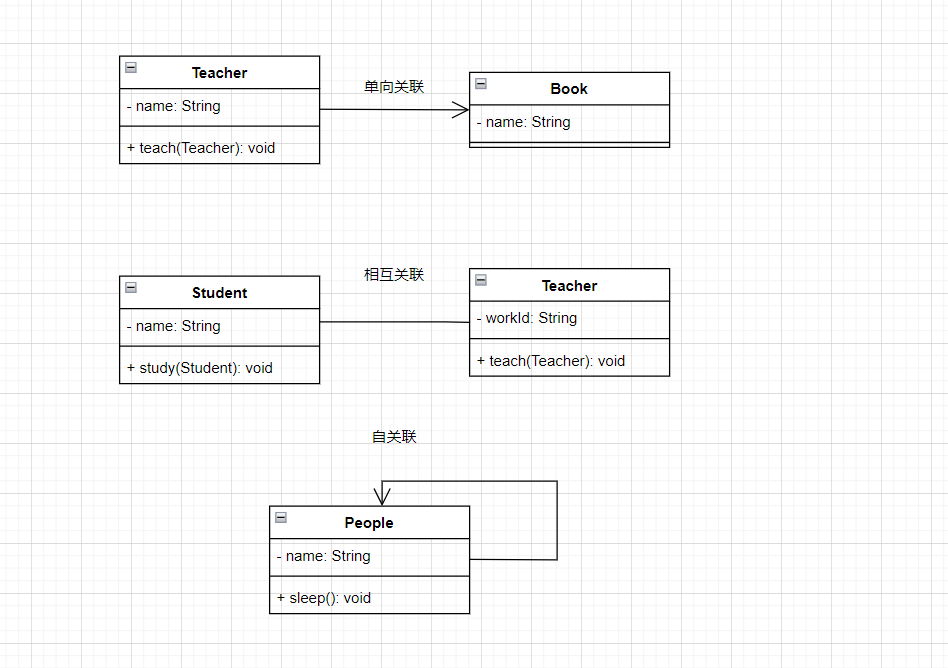 Teacher
- name: String
+ teach(Teacher): void
单向关联
Book
- name: String
相互关联
Student
- name: String
+ study(Student): void
Teacher
- workId: String
+ teach(Teacher): void
自关联
People
- name: String
+ sleep(): void